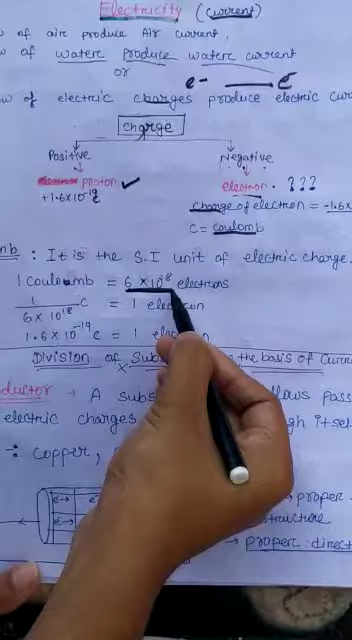 Electricity (current)
of air produce Air current.
of water produce water current
or
e⁻ → e⁻
of electric charges produce electric
charge
Positive Negative
proton ✓ electron. ???
+1.6×10⁻¹⁹C charge of electron = -1.6×
C = coulomb
: It is the S.I unit of electric charge.
1 coulomb = 6 × 10¹⁸ electrons
1/6 × 10¹⁸ C = 1 electron
1.6 × 10⁻¹⁹ C = 1
Division of the basis of
- A allows pass
electric charges
÷ copper,
e→ e → proper
e→ structure
→ proper direct